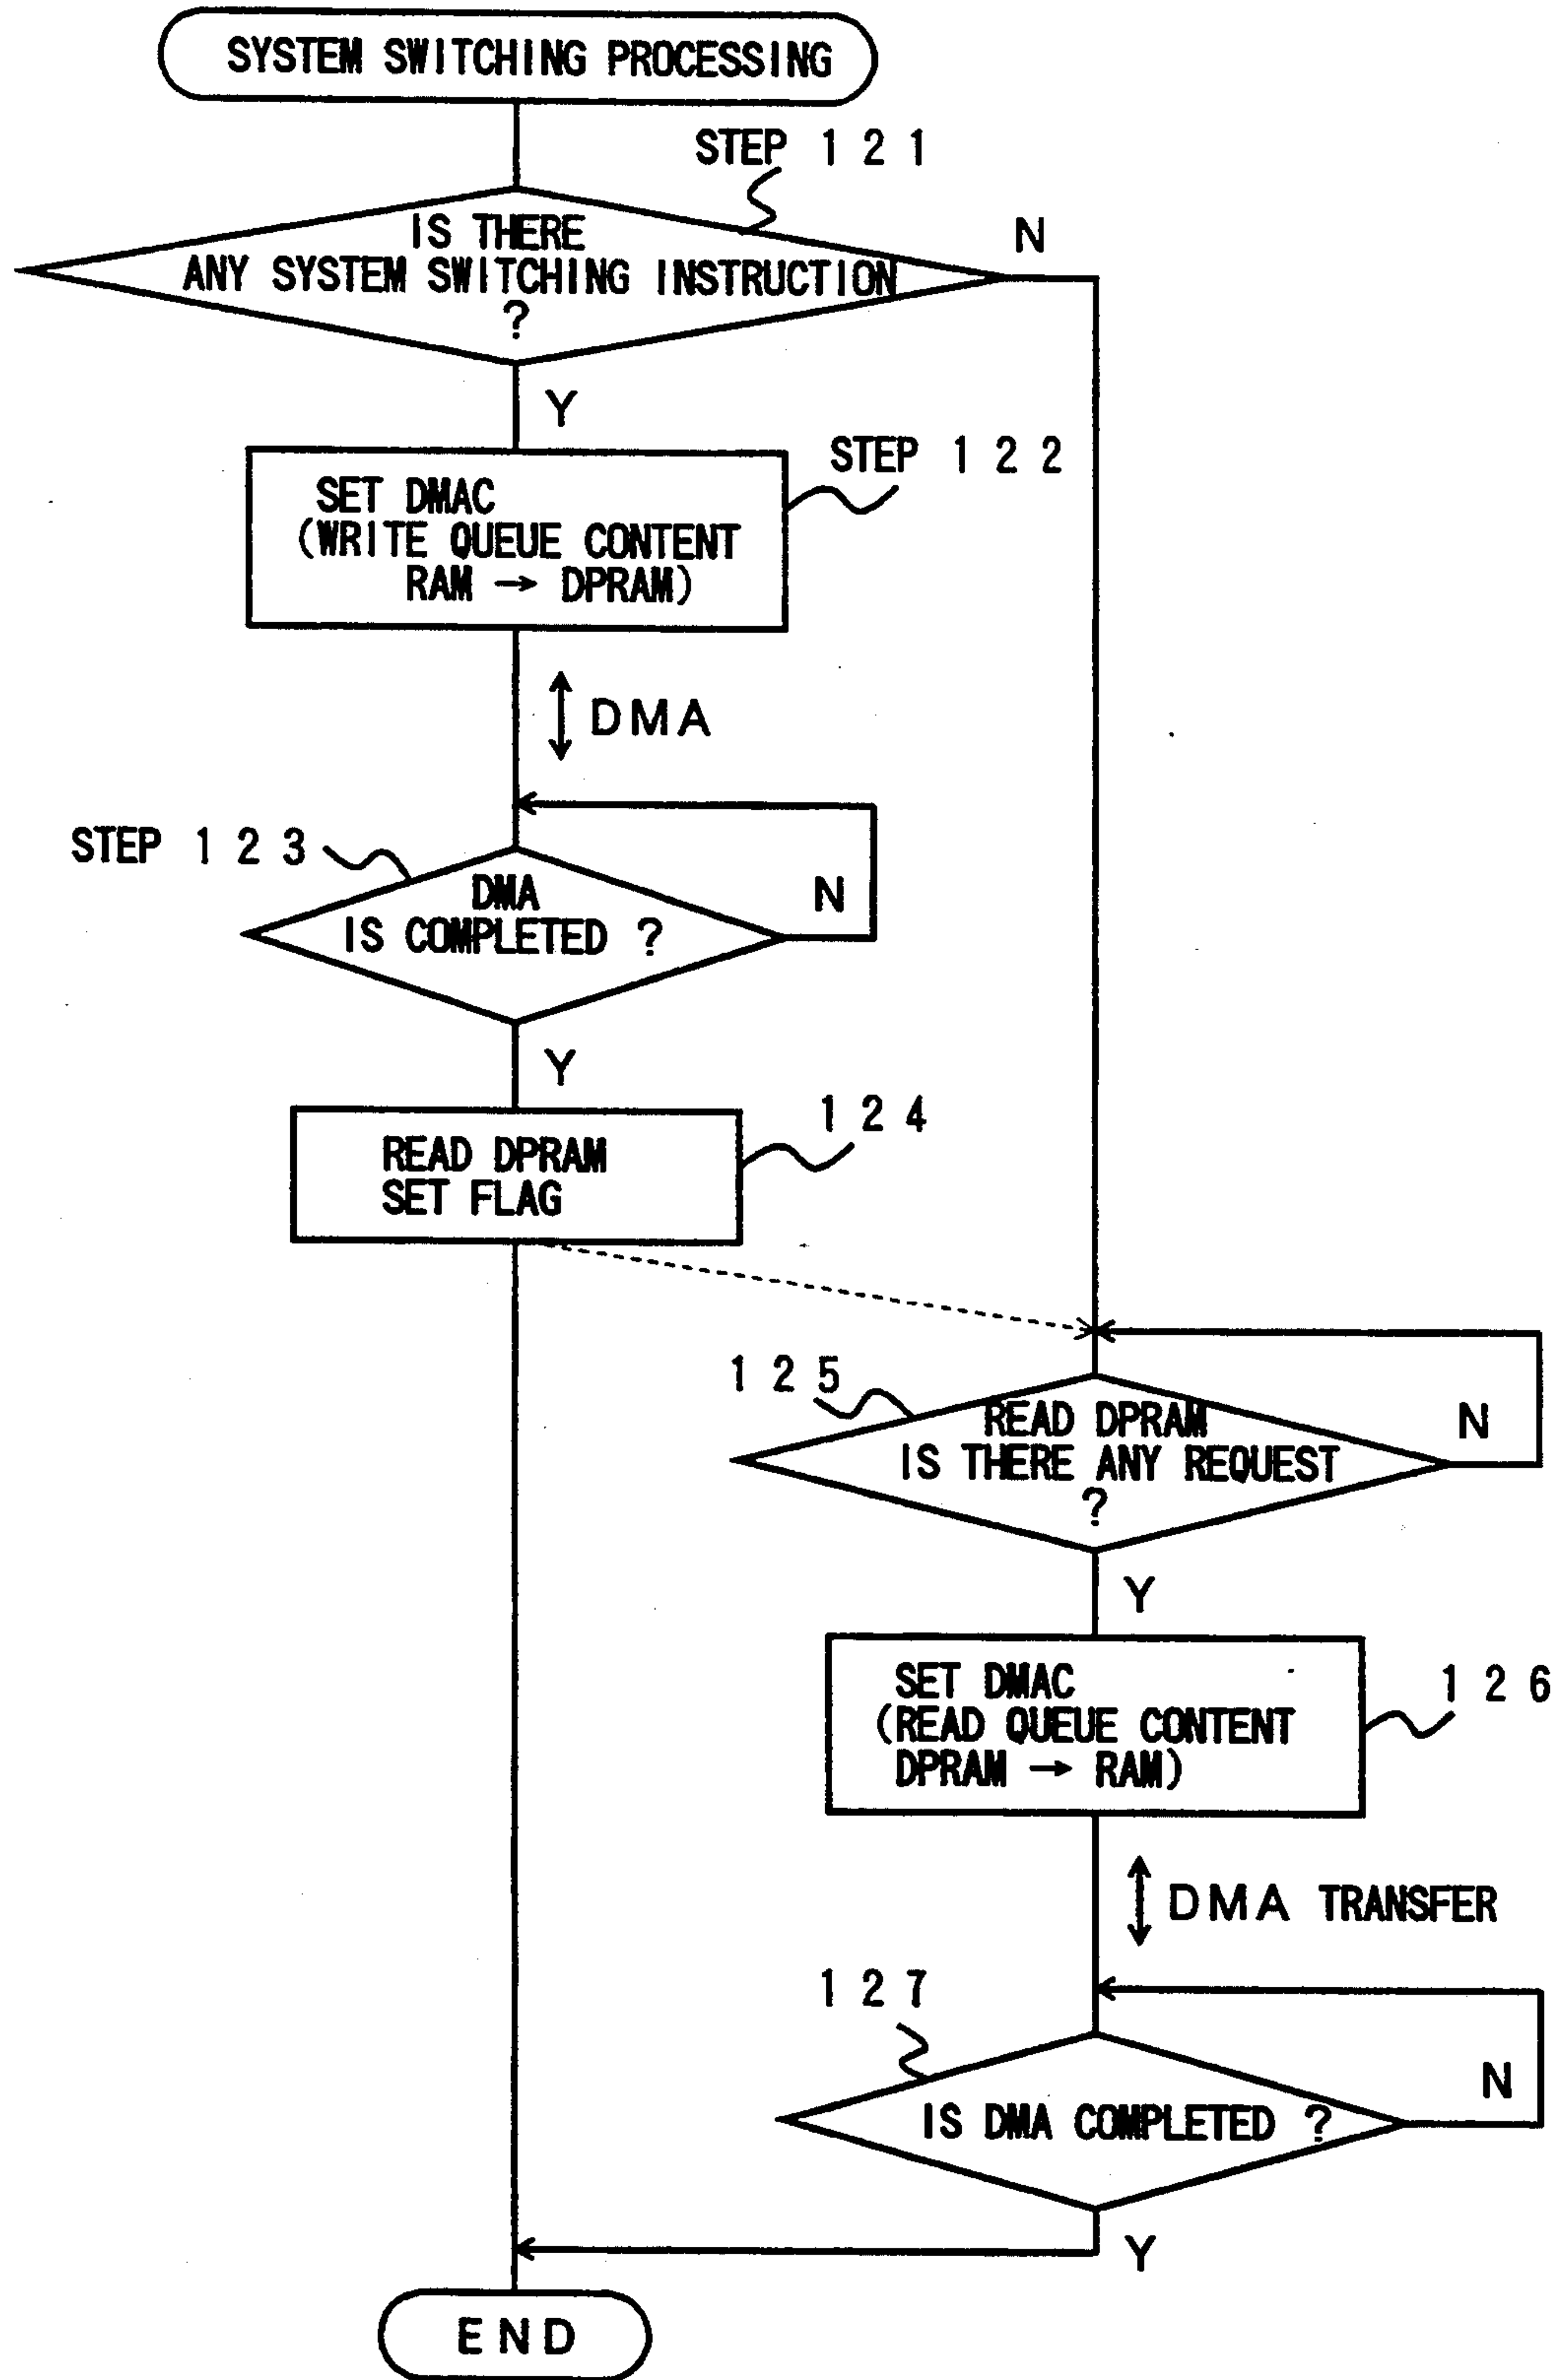 SYSTEM SWITCHING PROCESSING
STEP 121
IS THERE
ANY SYSTEM SWITCHING INSTRUCTION
?
N
Y
STEP 122
SET DMAC
(WRITE QUEUE CONTENT
RAM → DPRAM)
DMA
STEP 123
DMA
IS COMPLETED ?
N
Y
124
READ DPRAM
SET FLAG
125
READ DPRAM
IS THERE ANY REQUEST
?
N
Y
126
SET DMAC
(READ QUEUE CONTENT
DPRAM → RAM)
DMA TRANSFER
127
IS DMA COMPLETED ?
N
Y
END